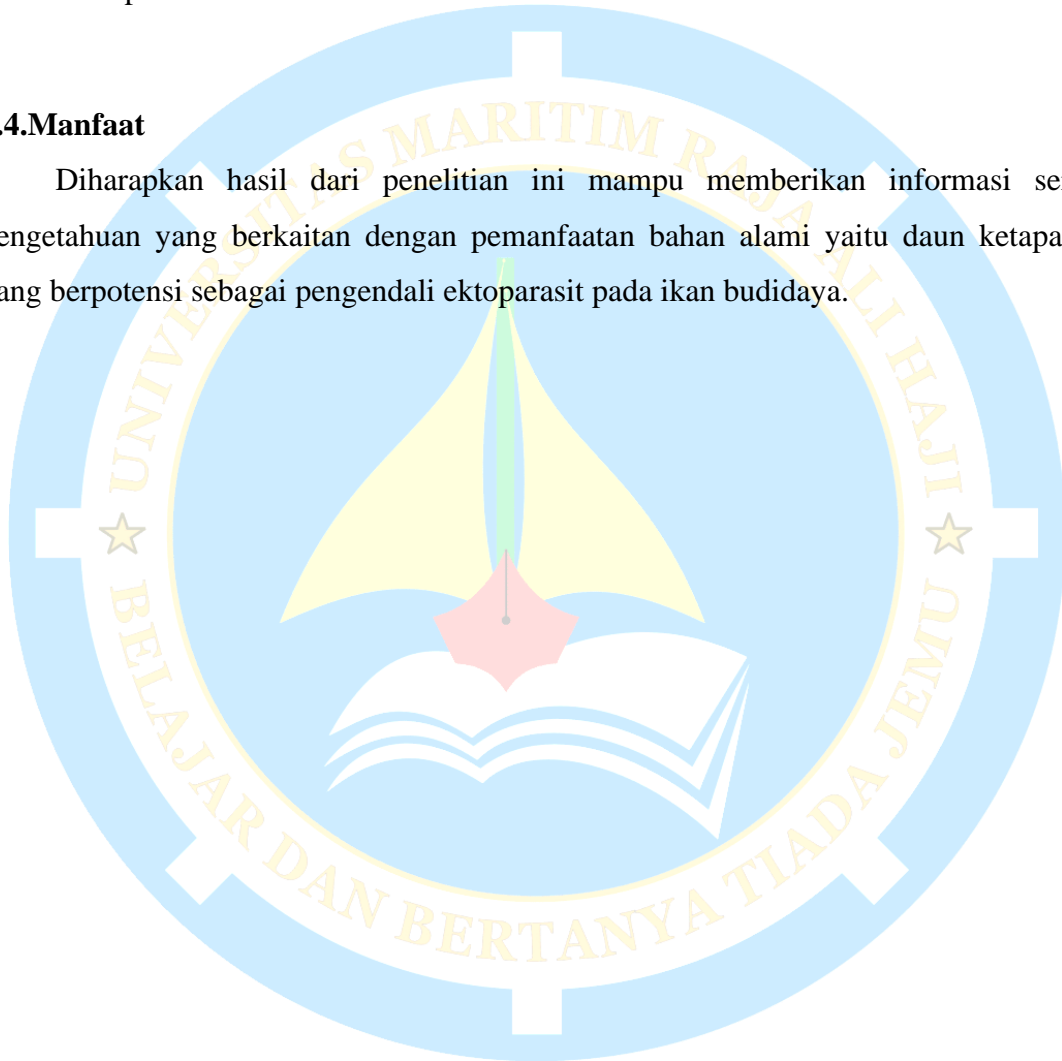 .4.Manfaat
Diharapkan hasil dari penelitian ini mampu memberikan informasi se
engetahuan yang berkaitan dengan pemanfaatan bahan alami yaitu daun ketapa
ang berpotensi sebagai pengendali ektoparasit pada ikan budidaya.
UNIVERSITAS MARITIM RAJA ALI HAJI
BELAJAR DAN BERTANYA TIADA JEMU